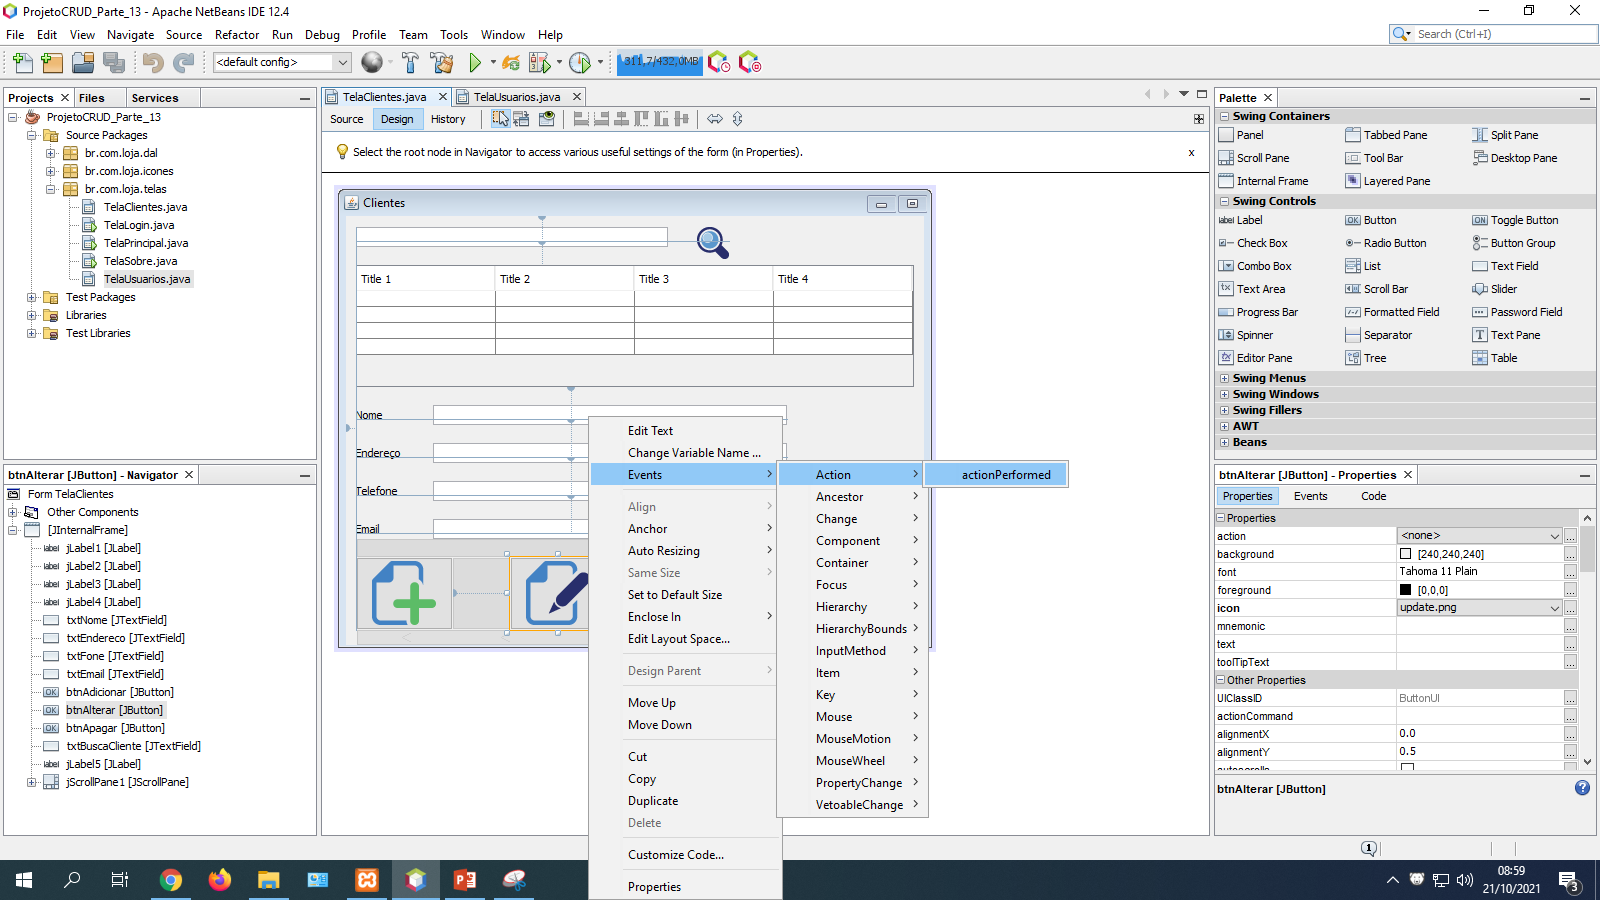 ProjetoCRUD_Parte_13 - Apache NetBeans IDE 12.4
File Edit View Navigate Source Refactor Run Debug Profile Team Tools Window Help
Search (Ctrl+I)
<default config>
311,7/432,0MB
Projects Files Services
ProjetoCRUD_Parte_13
Source Packages
br.com.loja.dal
br.com.loja.icones
br.com.loja.telas
TelaClientes.java
TelaLogin.java
TelaPrincipal.java
TelaSobre.java
TelaUsuarios.java
Test Packages
Libraries
Test Libraries
btnAlterar [JButton] - Navigator
Form TelaClientes
Other Components
[JInternalFrame]
jLabel1 [JLabel]
jLabel2 [JLabel]
jLabel3 [JLabel]
jLabel4 [JLabel]
txtNome [JTextField]
txtEndereco [JTextField]
txtFone [JTextField]
txtEmail [JTextField]
btnAdicionar [JButton]
btnAlterar [JButton]
btnApagar [JButton]
txtBuscaCliente [JTextField]
jLabel5 [JLabel]
jScrollPane1 [JScrollPane]
TelaClientes.java TelaUsuarios.java
Source Design History
Select the root node in Navigator to access various useful settings of the form (in Properties).
x
Clientes
Title 1 Title 2 Title 3 Title 4
Nome
Endereço
Telefone
Email
Edit Text
Change Variable Name ...
Events
Align
Anchor
Auto Resizing
Same Size
Set to Default Size
Enclose In
Edit Layout Space...
Design Parent
Move Up
Move Down
Cut
Copy
Duplicate
Delete
Customize Code...
Properties
Action
Ancestor
Change
Component
Container
Focus
Hierarchy
HierarchyBounds
InputMethod
Item
Key
Mouse
MouseMotion
MouseWheel
PropertyChange
VetoableChange
actionPerformed
Palette
Swing Containers
Panel Tabbed Pane Split Pane
Scroll Pane Tool Bar Desktop Pane
Internal Frame Layered Pane
Swing Controls
label Label OK Button ON Toggle Button
Check Box Radio Button Button Group
Combo Box List Text Field
Text Area Scroll Bar Slider
Progress Bar Formatted Field Password Field
Spinner Separator Text Pane
Editor Pane Tree Table
Swing Menus
Swing Windows
Swing Fillers
AWT
Beans
btnAlterar [JButton] - Properties
Properties Events Code
Properties
action <none>
background [240,240,240]
font Tahoma 11 Plain
foreground [0,0,0]
icon update.png
mnemonic
text
toolTipText
Other Properties
UIClassID ButtonUI
actionCommand
alignmentX 0.0
alignmentY 0.5
autoscrolls
btnAlterar [JButton]
1
08:59
21/10/2021
3